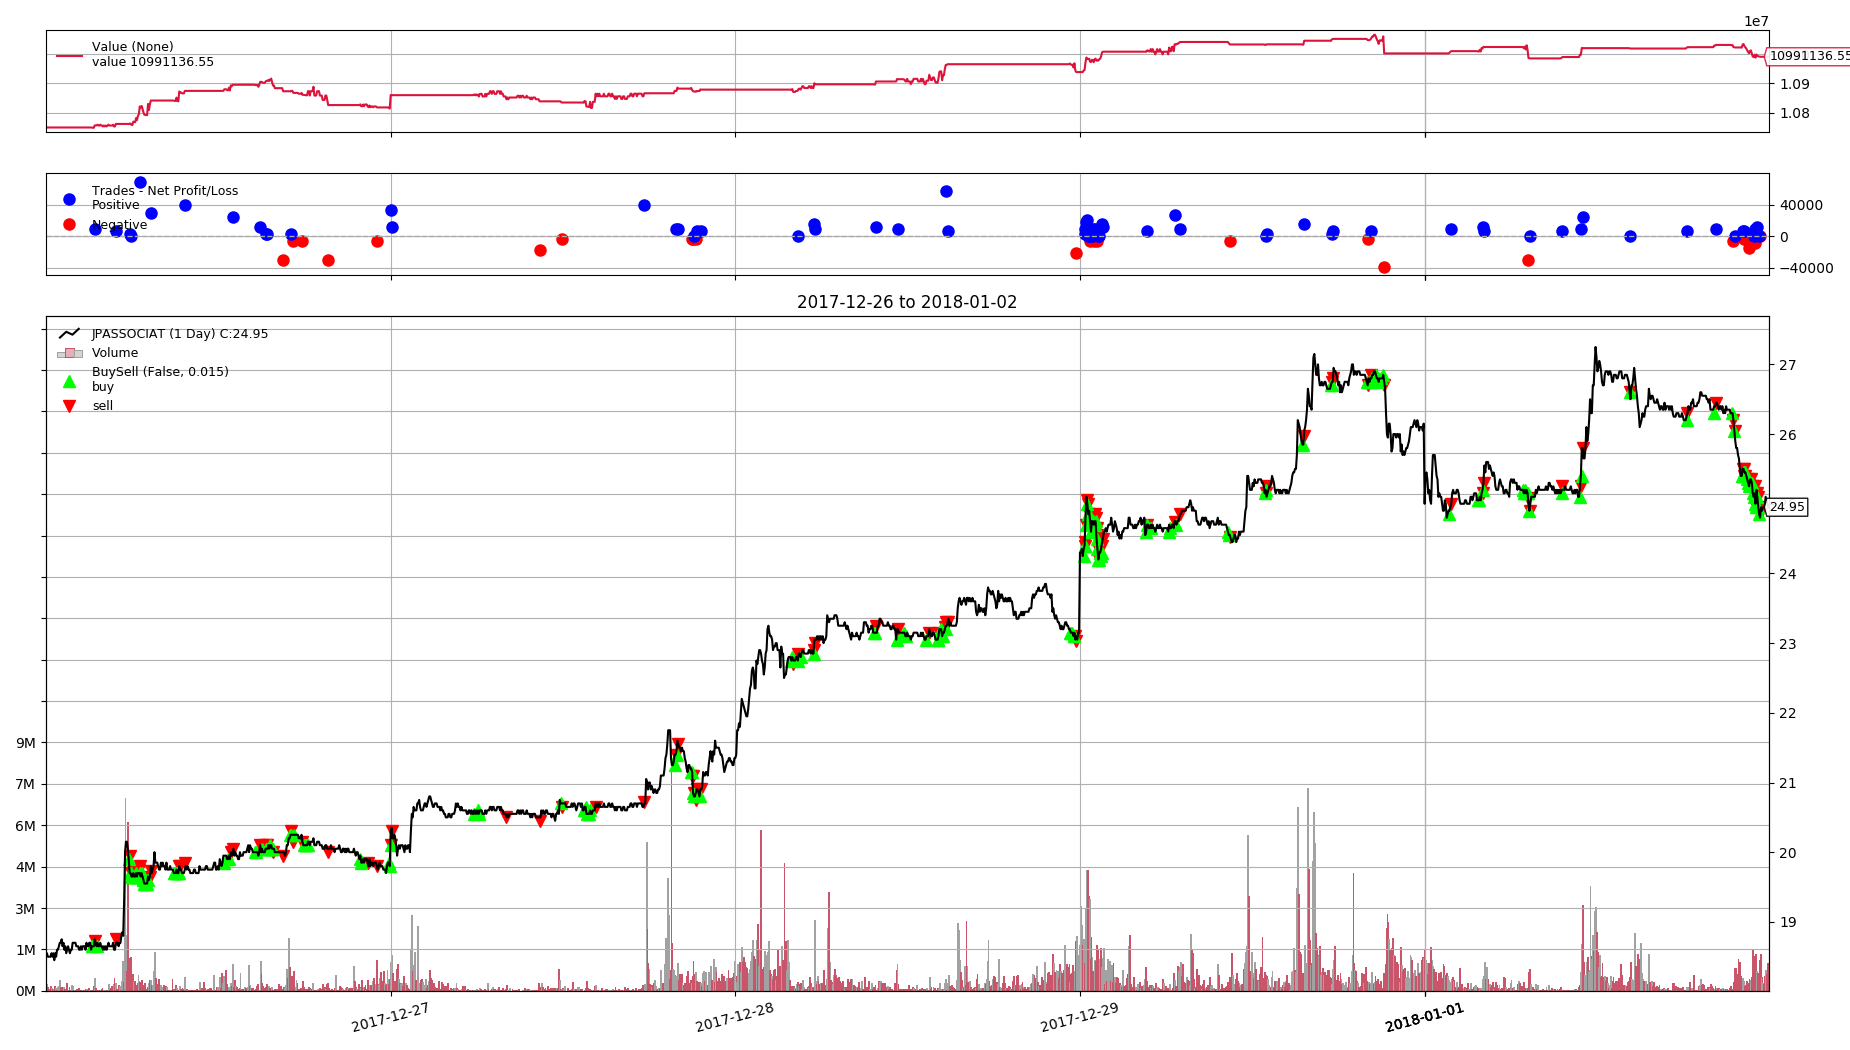 1e7
Value (None)
value 10991136.55
10991136.55
1.09
1.08
Trades - Net Profit/Loss
Positive
Negative
40000
0
−40000
2017-12-26 to 2018-01-02
JPASSOCIAT (1 Day) C:24.95
Volume
BuySell (False, 0.015)
buy
sell
27
26
24.95
24
23
22
21
20
19
9M
7M
6M
4M
3M
1M
0M
2017-12-27
2017-12-28
2017-12-29
2018-01-01